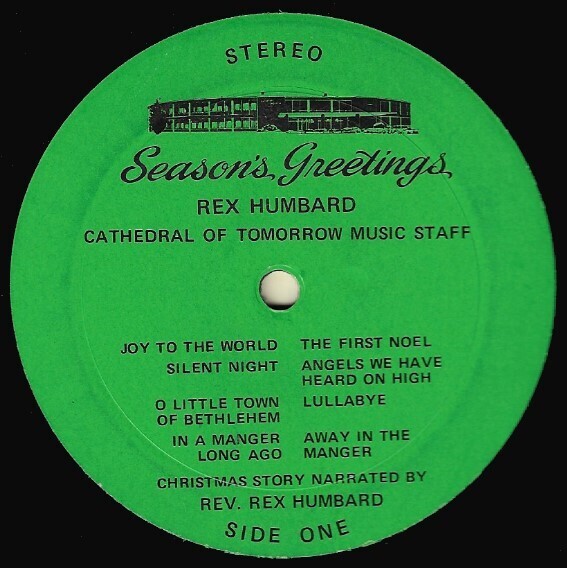 STEREO
Season's Greetings
REX HUMBARD
CATHEDRAL OF TOMORROW MUSIC STAFF
JOY TO THE WORLD
SILENT NIGHT
O LITTLE TOWN
OF BETHLEHEM
IN A MANGER
LONG AGO
THE FIRST NOEL
ANGELS WE HAVE
HEARD ON HIGH
LULLABYE
AWAY IN THE
MANGER
CHRISTMAS STORY NARRATED BY
REV. REX HUMBARD
SIDE ONE